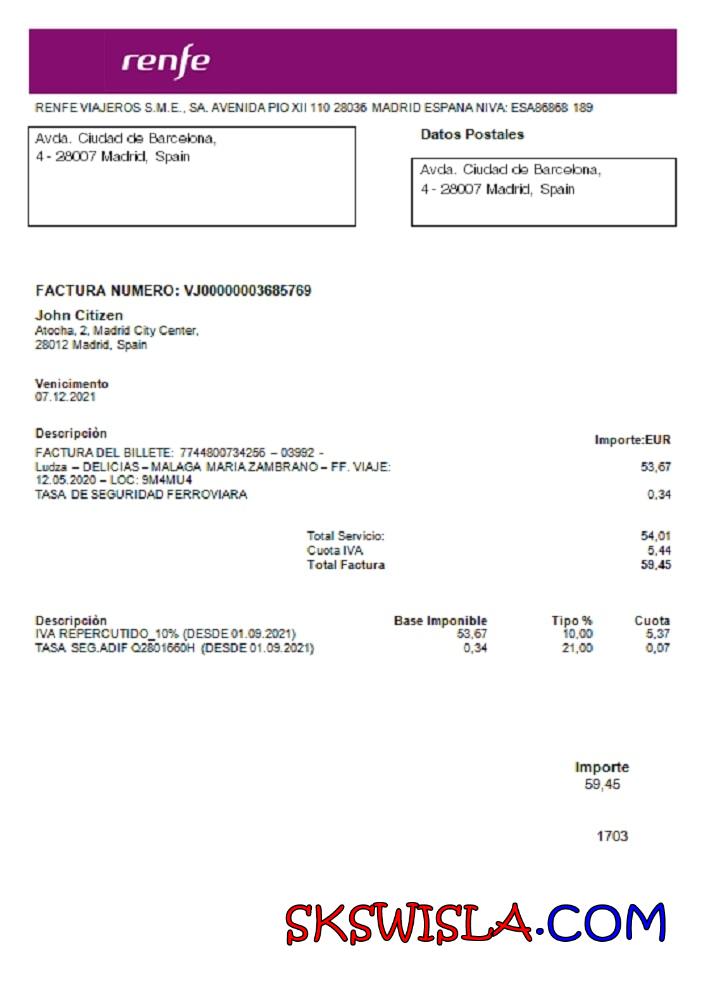 renfe
RENFE VIAJEROS S.M.E., SA. AVENIDA PIO XII 110 28036 MADRID ESPANA NIVA: ESA86868 189
Avda. Ciudad de Barcelona,
4 - 28007 Madrid, Spain
Datos Postales
Avda. Ciudad de Barcelona,
4 - 28007 Madrid, Spain
FACTURA NUMERO: VJ00000003685769
John Citizen
Atocha, 2, Madrid City Center,
28012 Madrid, Spain
Venicimento
07.12.2021
Descripciòn Importe:EUR
FACTURA DEL BILLETE: 7744800734256 – 03992 -
Ludza – DELICIAS – MALAGA MARIA ZAMBRANO – FF. VIAJE: 53,67
12.05.2020 – LOC: 9M4MU4
TASA DE SEGURIDAD FERROVIARA 0,34
Total Servicio: 54,01
Cuota IVA 5,44
Total Factura 59,45
Descripciòn Base Imponible Tipo % Cuota
IVA REPERCUTIDO_10% (DESDE 01.09.2021) 53,67 10,00 5,37
TASA SEG.ADIF Q2801660H (DESDE 01.09.2021) 0,34 21,00 0,07
Importe
59,45
1703
SKSWISLA.COM